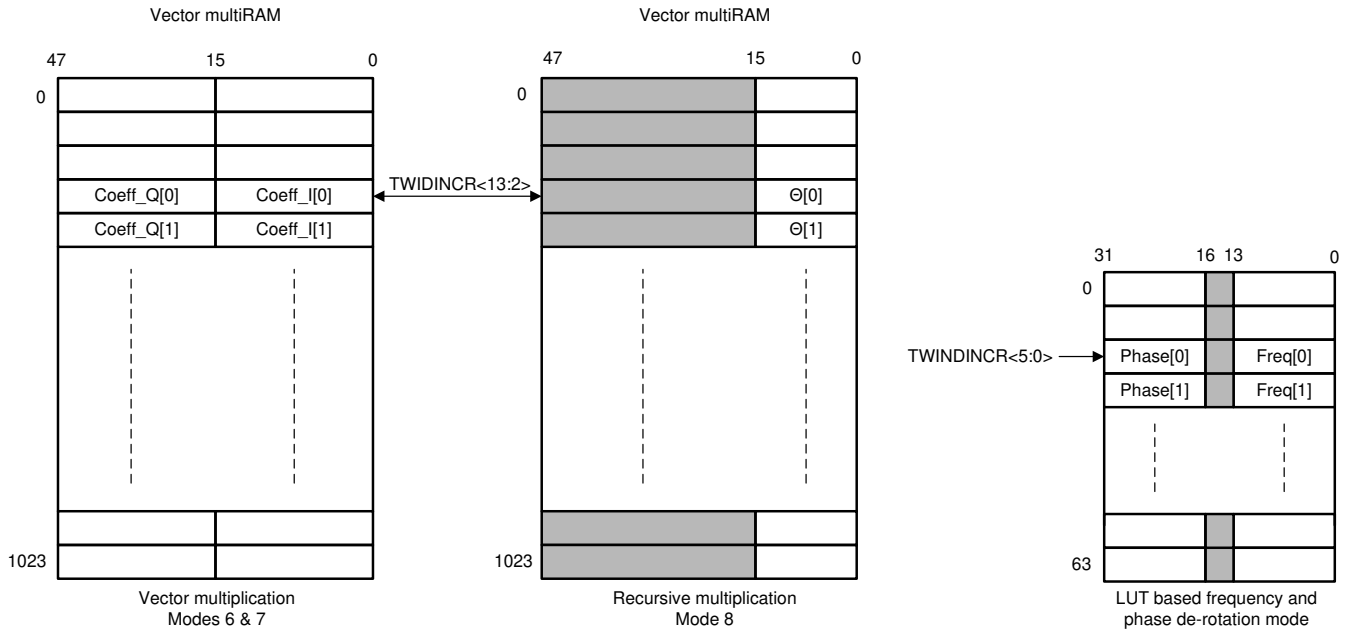 Vector multiRAM
47 15 0
0
Coeff_Q[0] Coeff_I[0]
Coeff_Q[1] Coeff_I[1]
1023
Vector multiplication
Modes 6 & 7
TWIDINCR<13:2>
Vector multiRAM
47 15 0
0
Θ[0]
Θ[1]
1023
Recursive multiplication
Mode 8
TWINDINCR<5:0>
31 16 13 0
0
Phase[0] Freq[0]
Phase[1] Freq[1]
63
LUT based frequency and
phase de-rotation mode